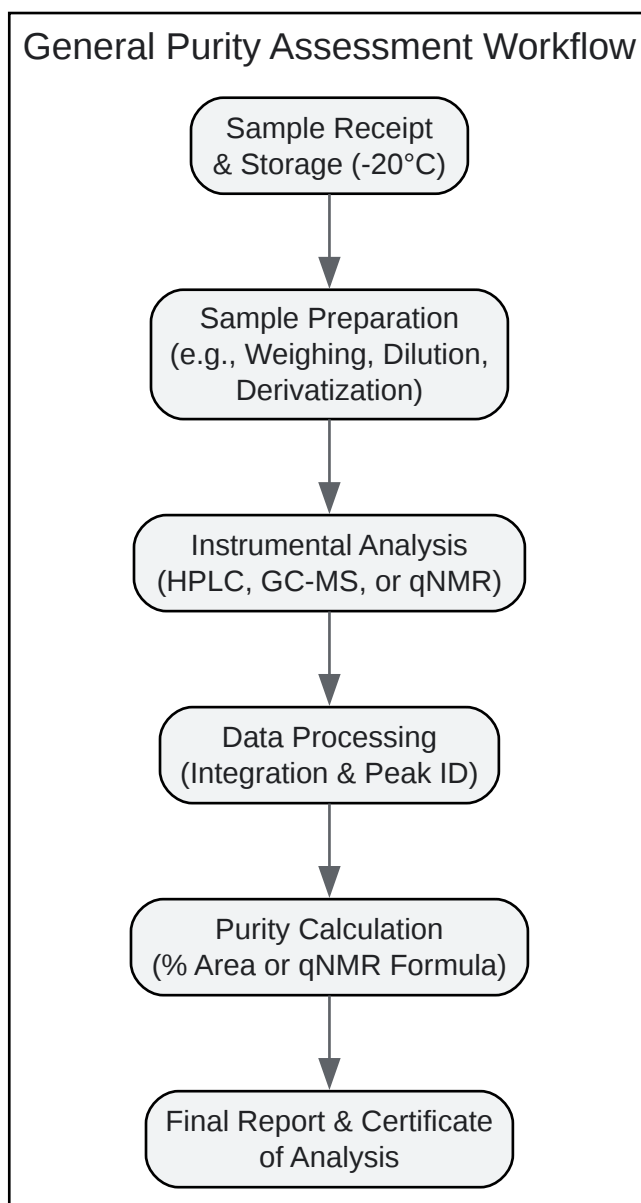 General Purity Assessment Workflow
Sample Receipt
& Storage (-20°C)
Sample Preparation
(e.g., Weighing, Dilution,
Derivatization)
Instrumental Analysis
(HPLC, GC-MS, or qNMR)
Data Processing
(Integration & Peak ID)
Purity Calculation
(% Area or qNMR Formula)
Final Report & Certificate
of Analysis